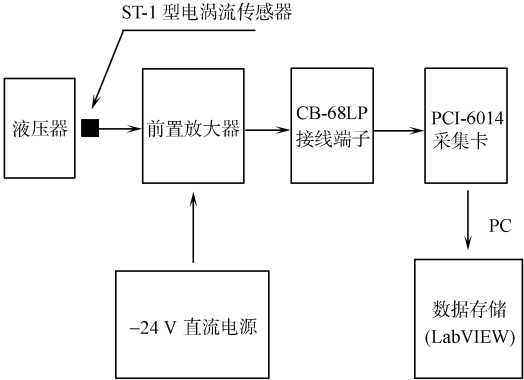 ST-1 型电涡流传感器
液压器
前置放大器
CB-68LP
接线端子
PCI-6014
采集卡
PC
–24 V 直流电源
数据存储
(LabVIEW)